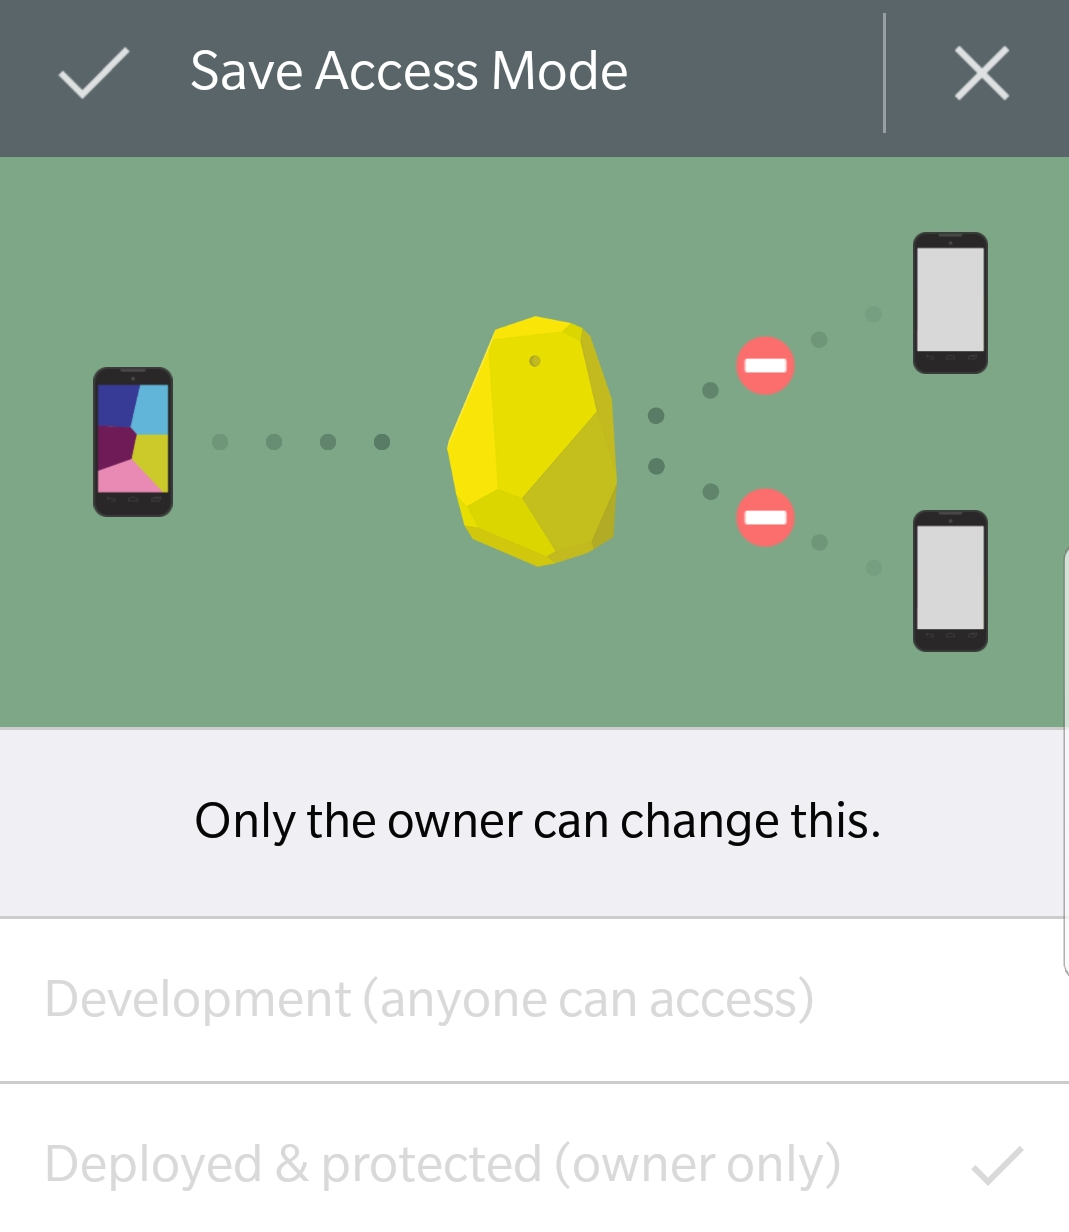 Save Access Mode
Only the owner can change this.
Development (anyone can access)
Deployed & protected (owner only)